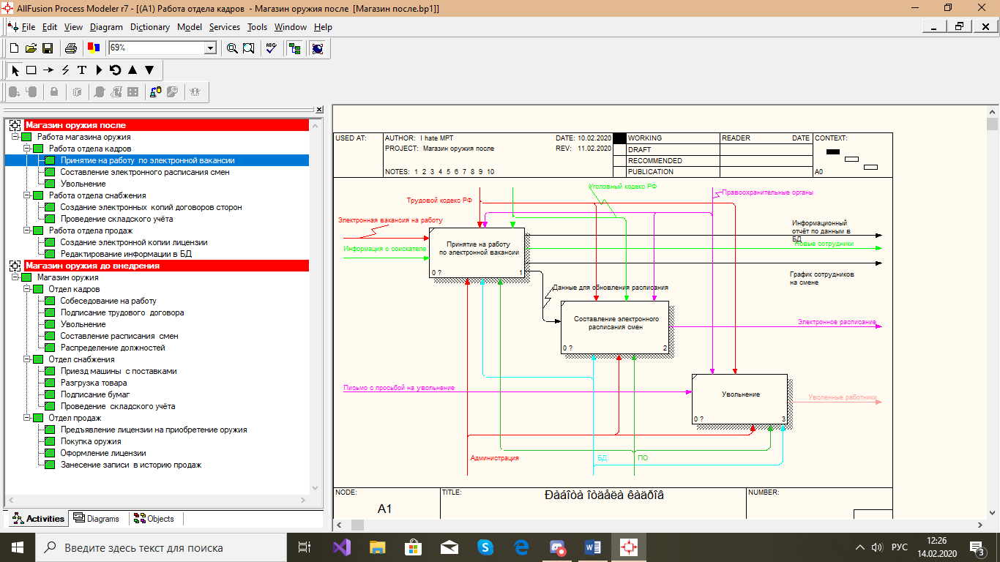 AllFusion Process Modeler r7 - [(A1) Работа отдела кадров - Магазин оружия после [Магазин после.bp1]]
File Edit View Diagram Dictionary Model Services Tools Window Help
69%
ABC
T
Магазин оружия после
Работа магазина оружия
Работа отдела кадров
Принятие на работу по электронной вакансии
Составление электронного расписания смен
Увольнение
Работа отдела снабжения
Создание электронных копий договоров сторон
Проведение складского учёта
Работа отдела продаж
Создание электронной копии лицензии
Редактирование информации в БД
Магазин оружия до внедрения
Магазин оружия
Отдел кадров
Собеседование на работу
Подписание трудового договора
Увольнение
Составление расписания смен
Распределение должностей
Отдел снабжения
Приезд машины с поставками
Разгрузка товара
Подписание бумаг
Проведение складского учёта
Отдел продаж
Предъявление лицензии на приобретение оружия
Покупка оружия
Оформление лицензии
Занесение записи в историю продаж
Activities Diagrams Objects
USED AT: AUTHOR: I hate MPT DATE: 10.02.2020 WORKING READER DATE CONTEXT:
PROJECT: Магазин оружия после REV: 11.02.2020 DRAFT
RECOMMENDED
NOTES: 1 2 3 4 5 6 7 8 9 10 PUBLICATION A0
Уголовный кодекс РФ
Правоохранительные органы
Трудовой кодекс РФ
Электронная вакансия на работу
Информация о соискателе
Принятие на работу
по электронной вакансии
0 ? 1
Информационный
отчёт по данным в
БД
Новые сотрудники
График сотрудников
на смене
Данные для обновления расписания
Составление электронного
расписания смен
0 ? 2
Электронное расписание
Письмо с просьбой на увольнение
Увольнение
0 ? 3
Уволенные работники
Администрация
БД
ПО
NODE: TITLE: NUMBER:
A1
Ðàáîòà îòäåëà êàäðîâ
Введите здесь текст для поиска
РУС
12:26
14.02.2020
3